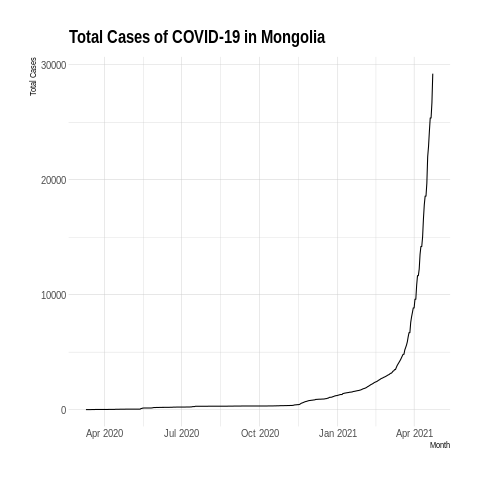 Total Cases of COVID-19 in Mongolia
Total Cases
30000
20000
10000
0
Apr 2020 Jul 2020 Oct 2020 Jan 2021 Apr 2021
Month